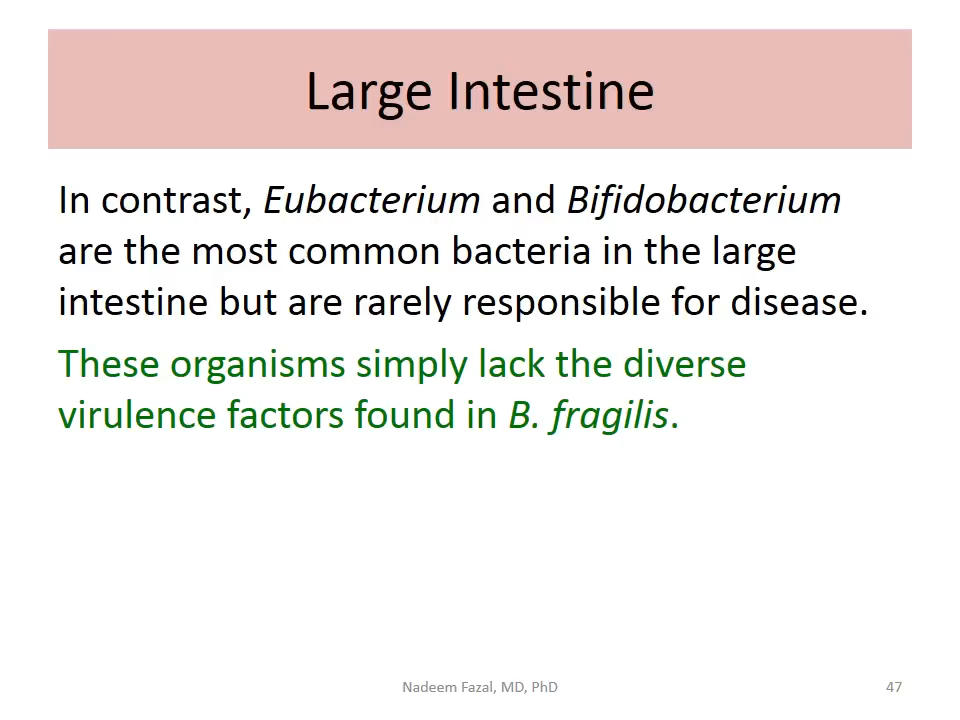 Large Intestine
In contrast, Eubacterium and Bifidobacterium
are the most common bacteria in the large
intestine but are rarely responsible for disease.
These organisms simply lack the diverse
virulence factors found in B. fragilis.
Nadeem Fazal, MD, PhD
47